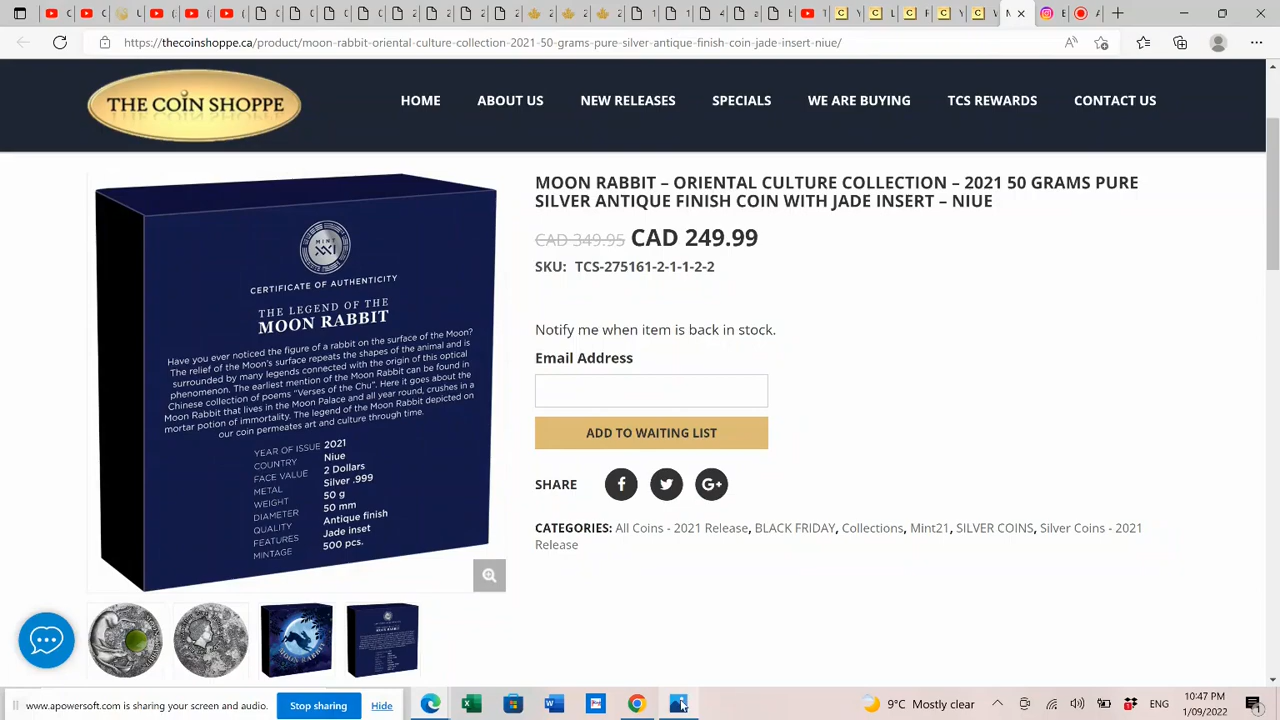 https://thecoinshoppe.ca/product/moon-rabbit-oriental-culture-collection-2021-50-grams-pure-silver-antique-finish-coin-jade-insert-niue/
THE COIN SHOPPE
HOME ABOUT US NEW RELEASES SPECIALS WE ARE BUYING TCS REWARDS CONTACT US
MINT
XXI
CERTIFICATE OF AUTHENTICITY
THE LEGEND OF THE
MOON RABBIT
Have you ever noticed the figure of a rabbit on the surface of the Moon?
The relief of the Moon's surface repeats the shapes of the animal and is
surrounded by many legends connected with the origin of this optical
phenomenon. The earliest mention of the Moon Rabbit can be found in
Chinese collection of poems "Verses of the Chu". Here it goes about the
Moon Rabbit that lives in the Moon Palace and all year round, crushes in a
mortar potion of immortality. The legend of the Moon Rabbit depicted on
our coin permeates art and culture through time.
YEAR OF ISSUE 2021
COUNTRY Niue
FACE VALUE 2 Dollars
METAL Silver .999
WEIGHT 50 g
DIAMETER 50 mm
QUALITY Antique finish
FEATURES Jade inset
MINTAGE 500 pcs.
MOON RABBIT – ORIENTAL CULTURE COLLECTION – 2021 50 GRAMS PURE
SILVER ANTIQUE FINISH COIN WITH JADE INSERT – NIUE
CAD 349.95 CAD 249.99
SKU: TCS-275161-2-1-1-2-2
Notify me when item is back in stock.
Email Address
ADD TO WAITING LIST
SHARE
CATEGORIES: All Coins - 2021 Release, BLACK FRIDAY, Collections, Mint21, SILVER COINS, Silver Coins - 2021
Release
MOON RABBIT
www.apowersoft.com is sharing your screen and audio. Stop sharing Hide
9°C Mostly clear ENG 10:47 PM
1/09/2022